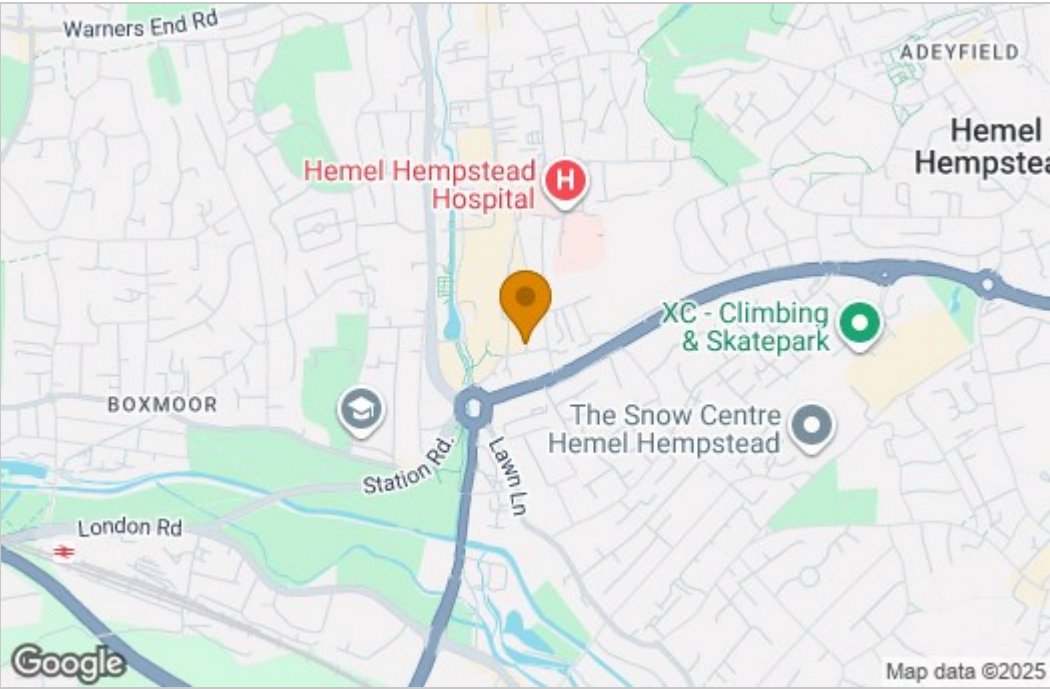 Warners End Rd
ADEYFIELD
Hemel
Hempstea
Hemel Hempstead
Hospital
H
XC - Climbing
& Skatepark
BOXMOOR
The Snow Centre
Hemel Hempstead
Station Rd.
Lawn Ln
London Rd
Google
Map data ©2025